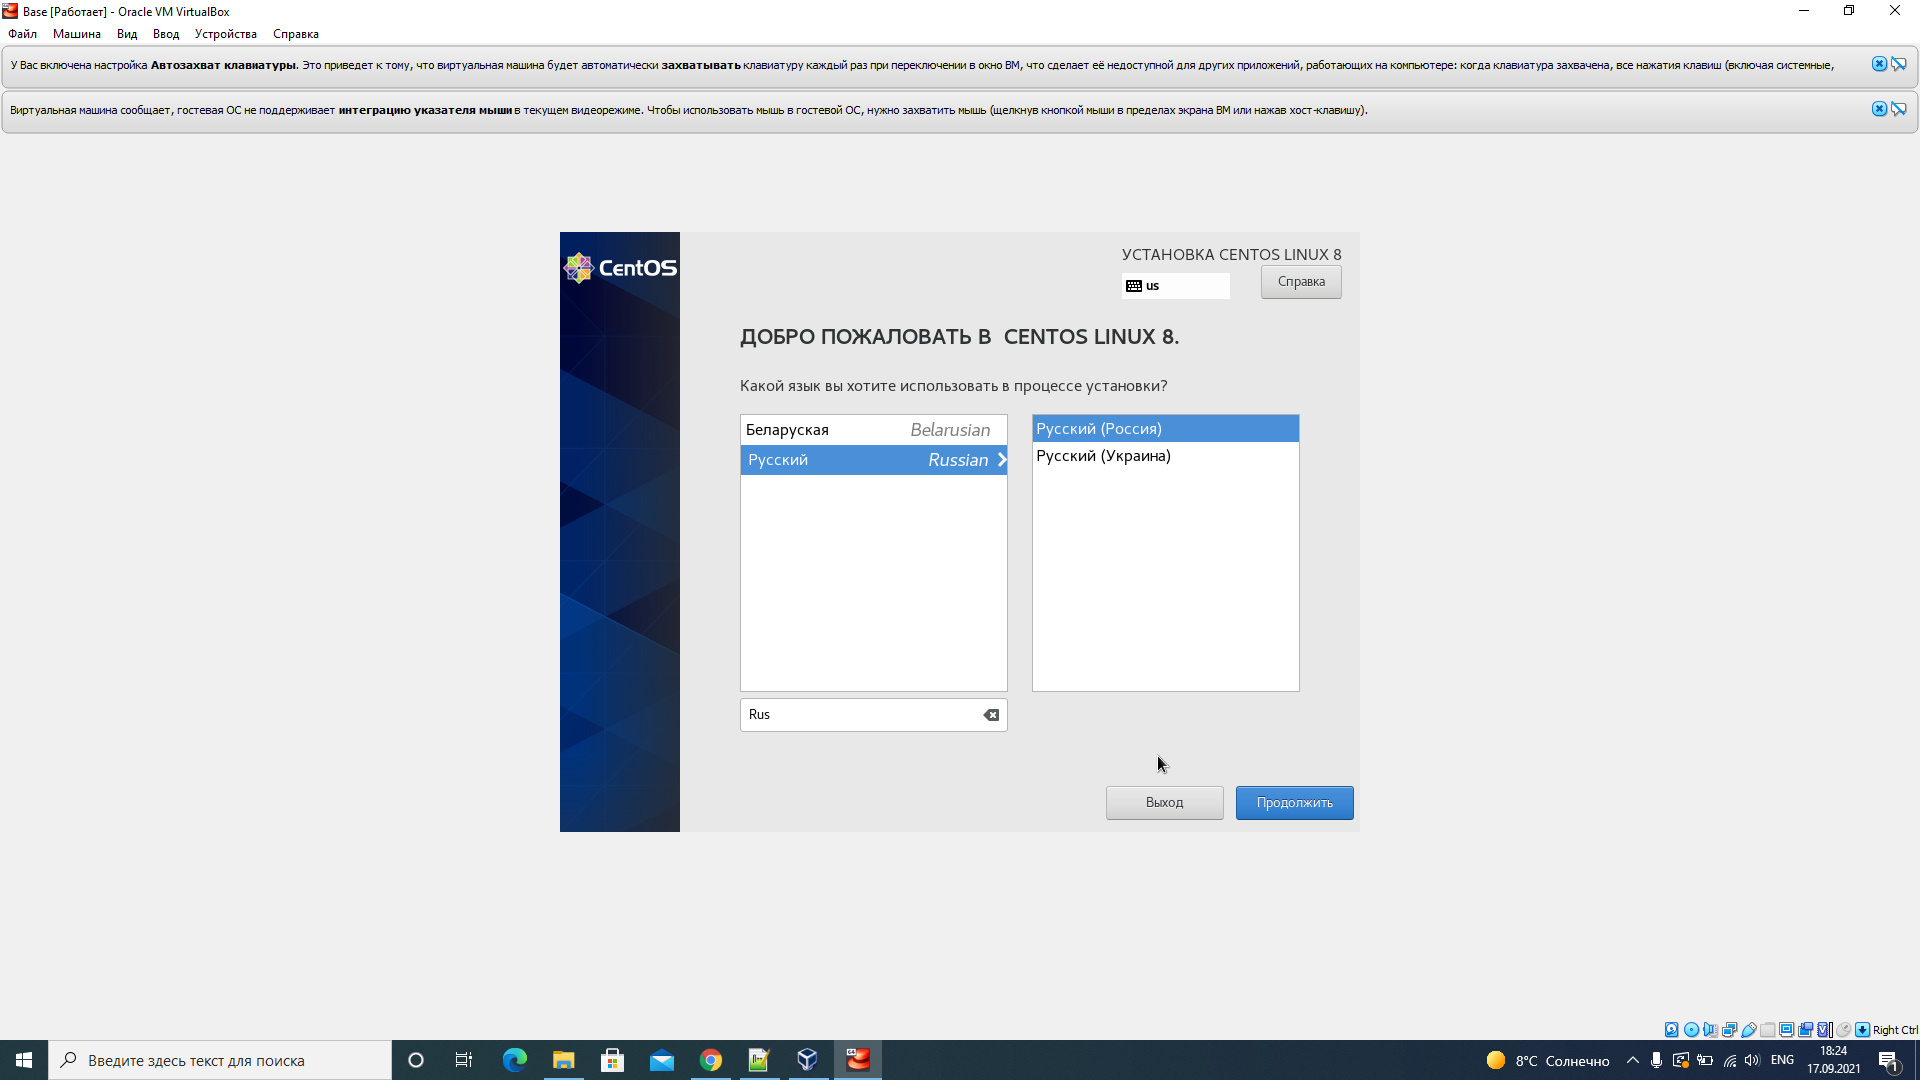 Base [Работает] - Oracle VM VirtualBox
Файл Машина Вид Ввод Устройства Справка
У Вас включена настройка Автозахват клавиатуры. Это приведет к тому, что виртуальная машина будет автоматически захватывать клавиатуру каждый раз при переключении в окно ВМ, что сделает её недоступной для других приложений, работающих на компьютере: когда клавиатура захвачена, все нажатия клавиш (включая системные,
Виртуальная машина сообщает, гостевая ОС не поддерживает интеграцию указателя мыши в текущем видеорежиме. Чтобы использовать мышь в гостевой ОС, нужно захватить мышь (щелкнув кнопкой мыши в пределах экрана ВМ или нажав хост-клавишу).
CentOS
УСТАНОВКА CENTOS LINUX 8
us
Справка
ДОБРО ПОЖАЛОВАТЬ В CENTOS LINUX 8.
Какой язык вы хотите использовать в процессе установки?
Беларуская Belarusian
Русский Russian
Русский (Россия)
Русский (Украина)
Rus
Выход Продолжить
Right Ctrl
Введите здесь текст для поиска
64
8°C Солнечно
ENG
18:24
17.09.2021
1